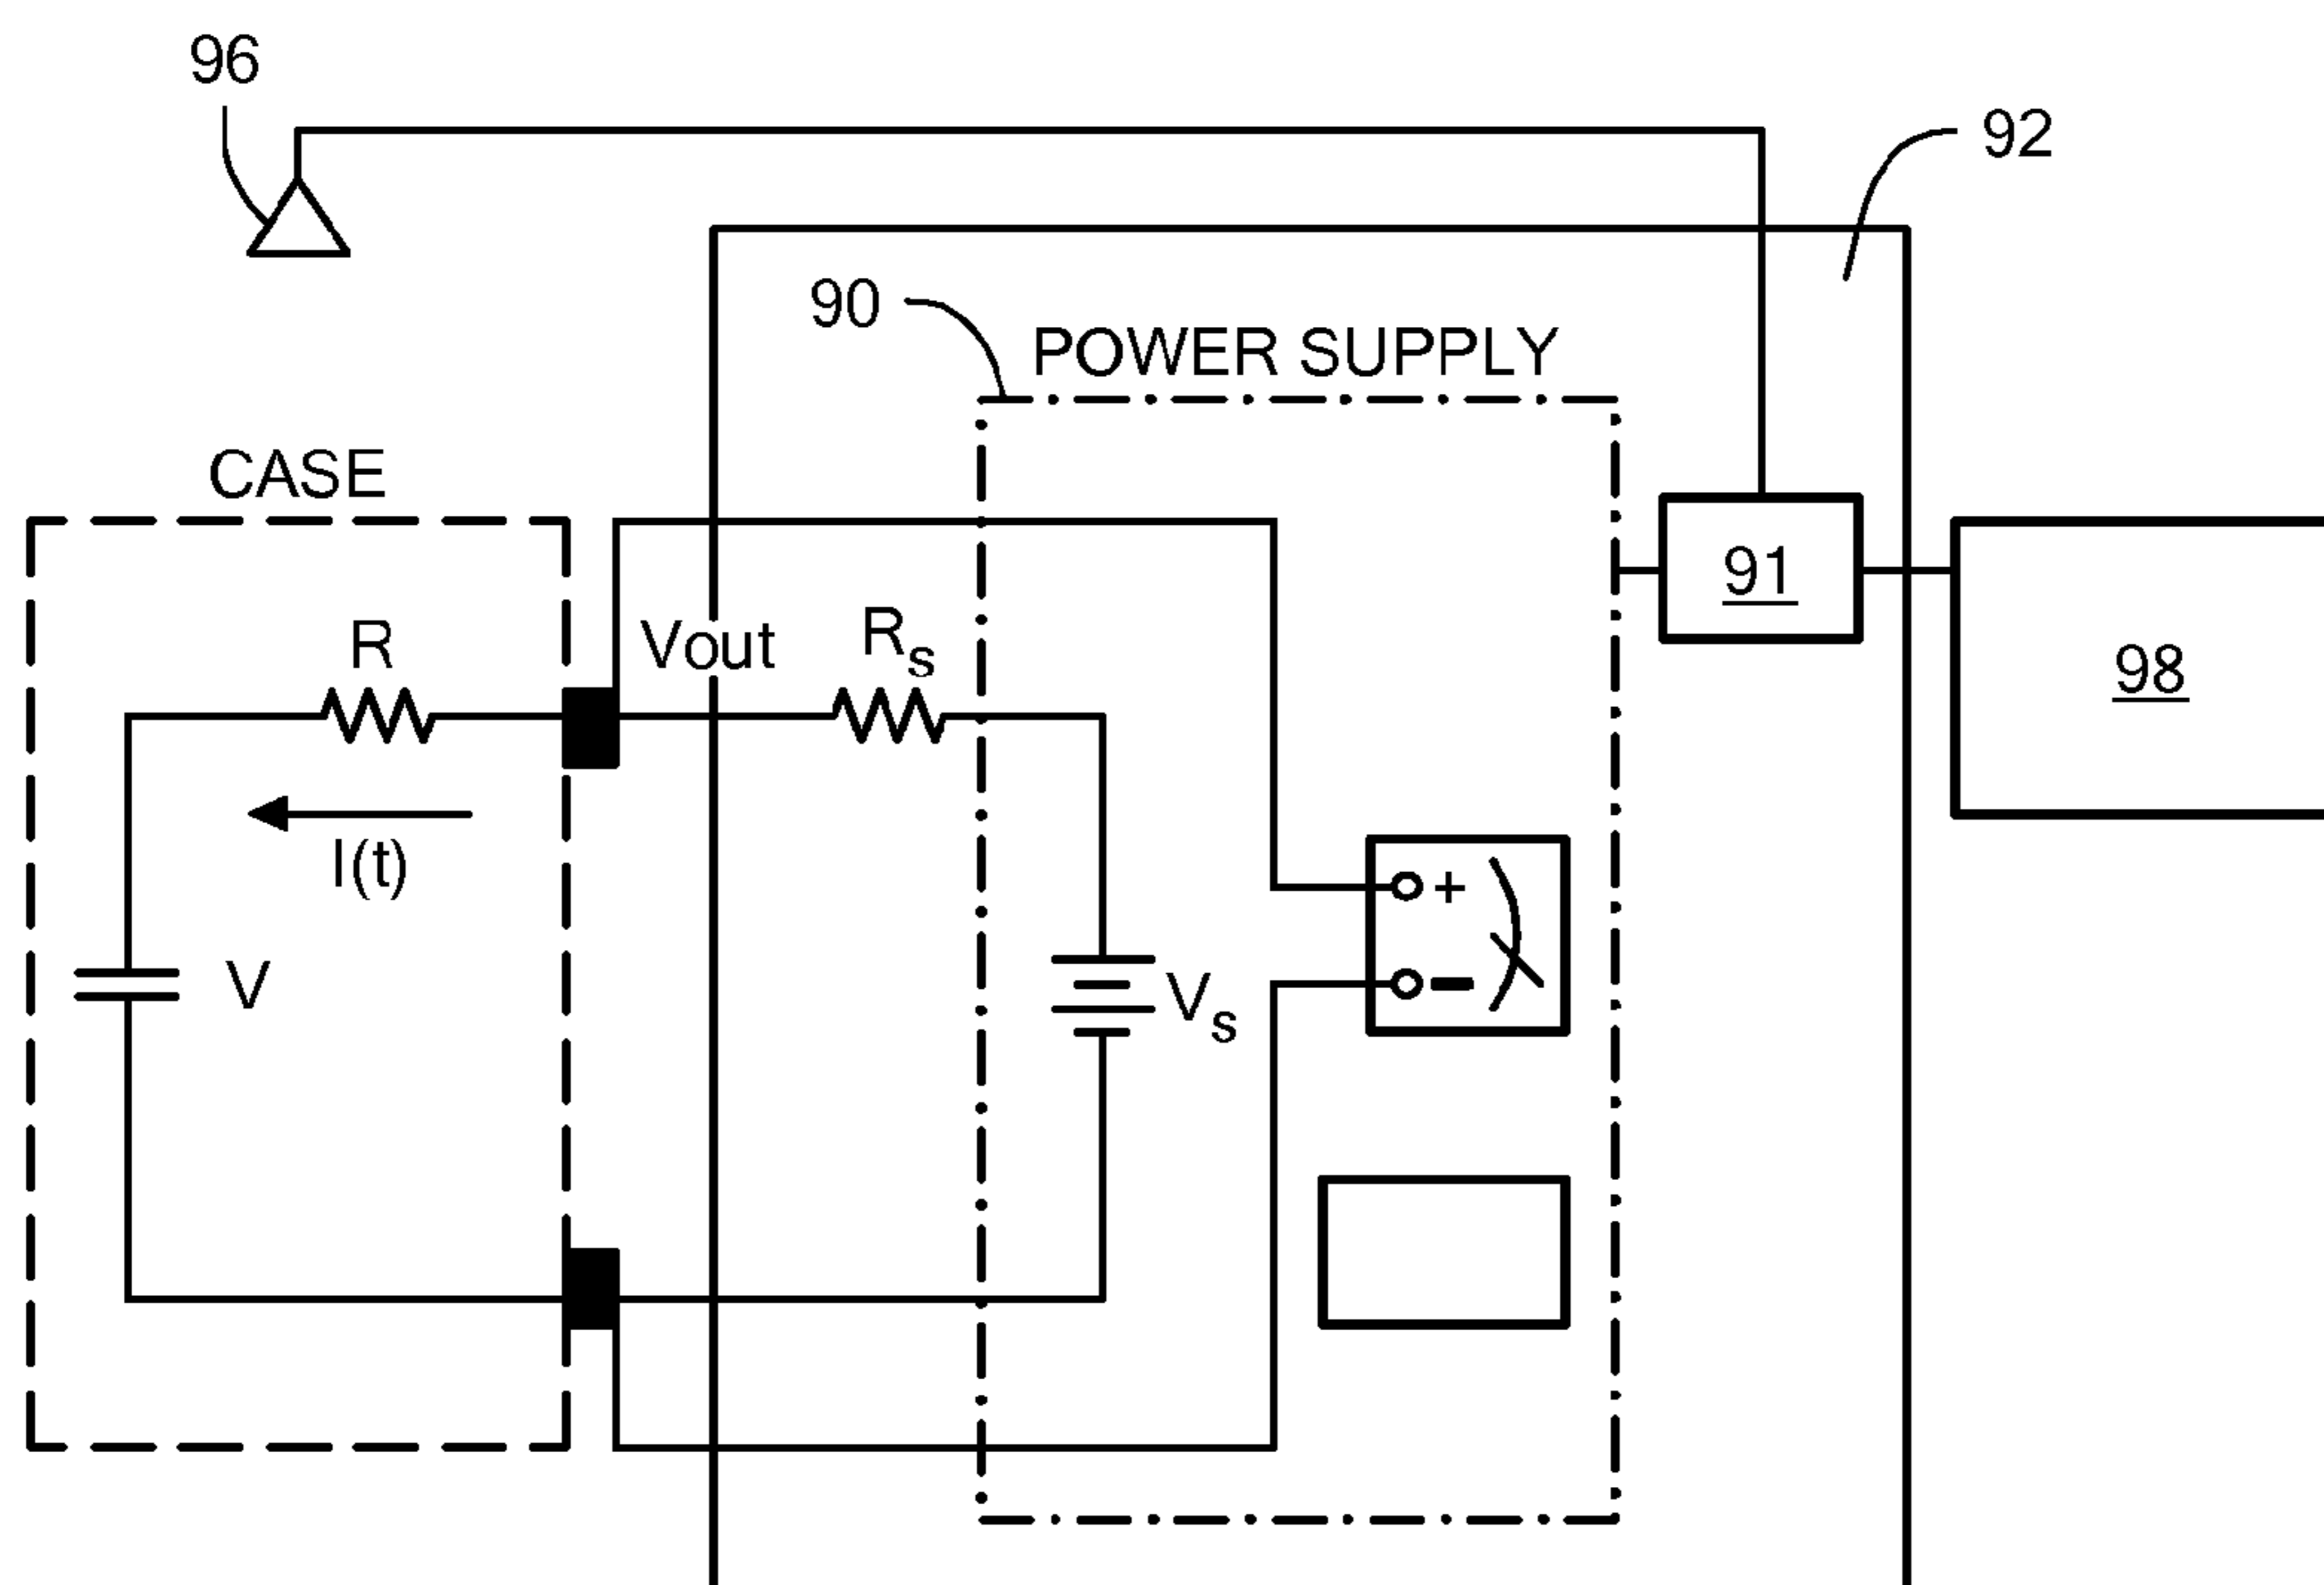 96
92
90
POWER SUPPLY
CASE
91
R
Vout
Rs
98
I(t)
+
−
V
Vs